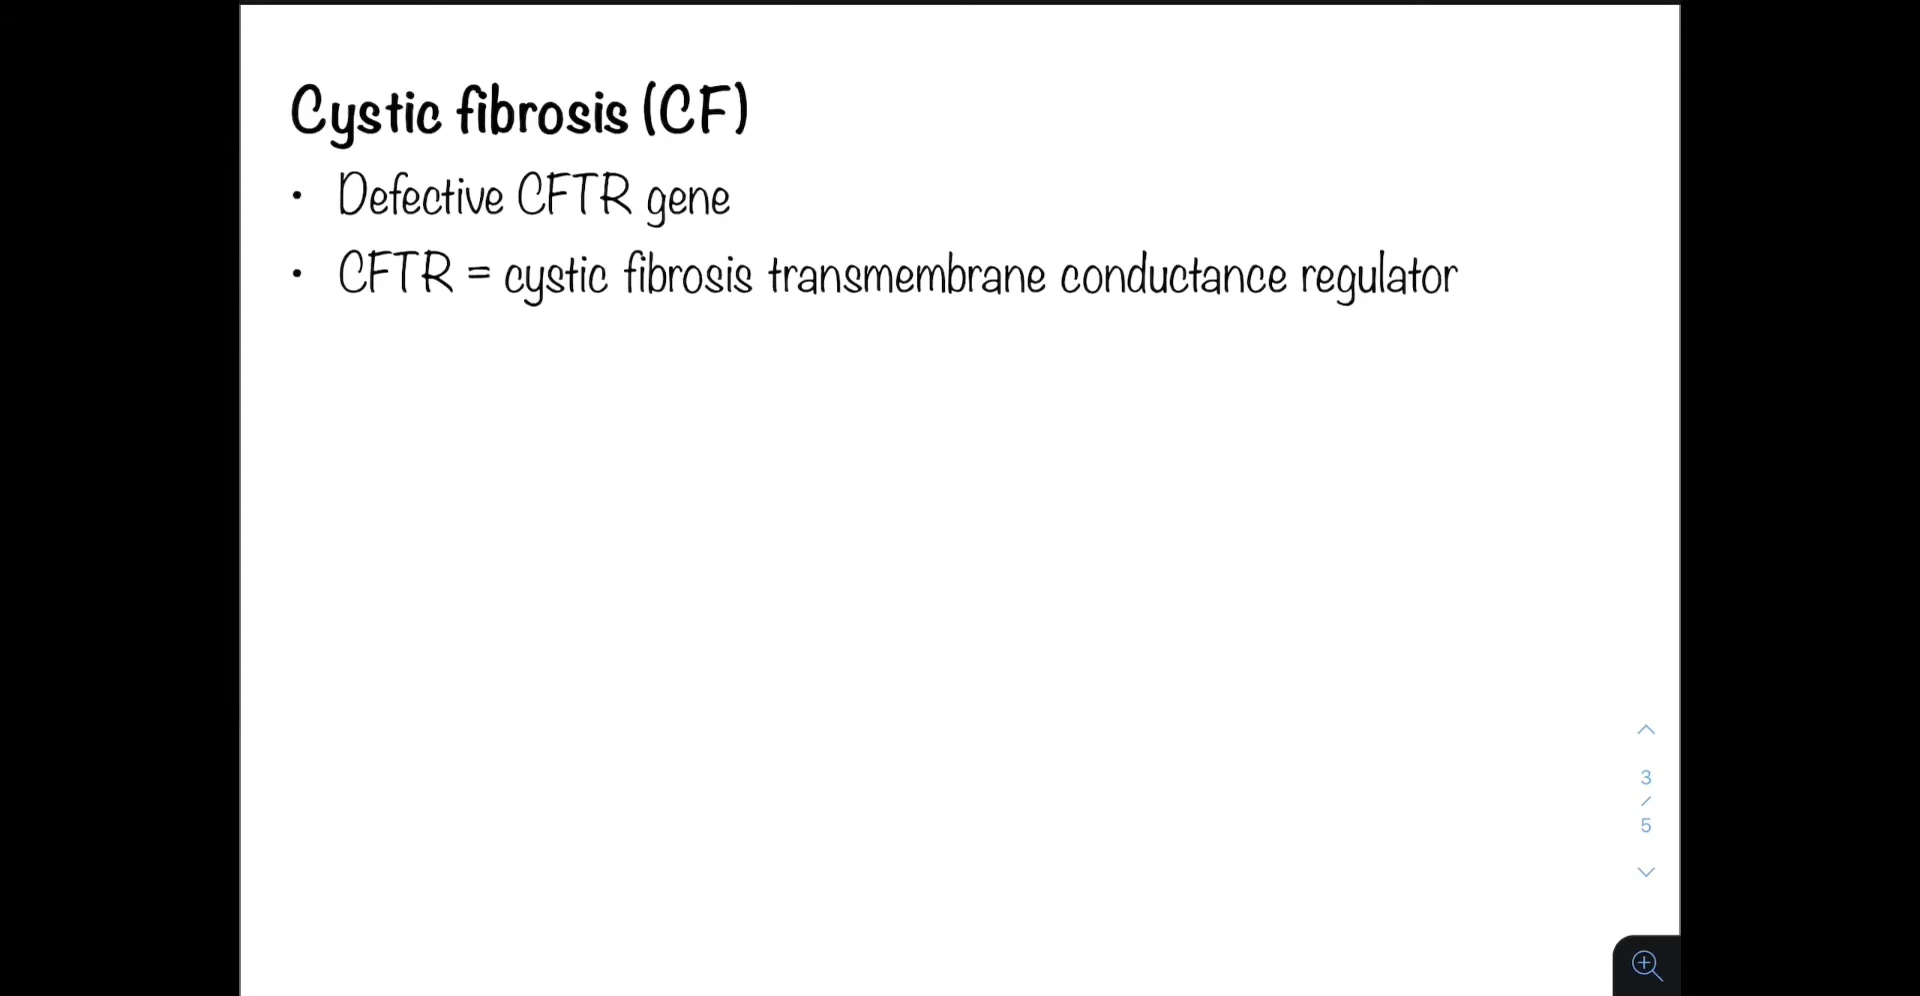 Cystic fibrosis (CF)
• Defective CFTR gene
• CFTR = cystic fibrosis transmembrane conductance regulator
3
/
5